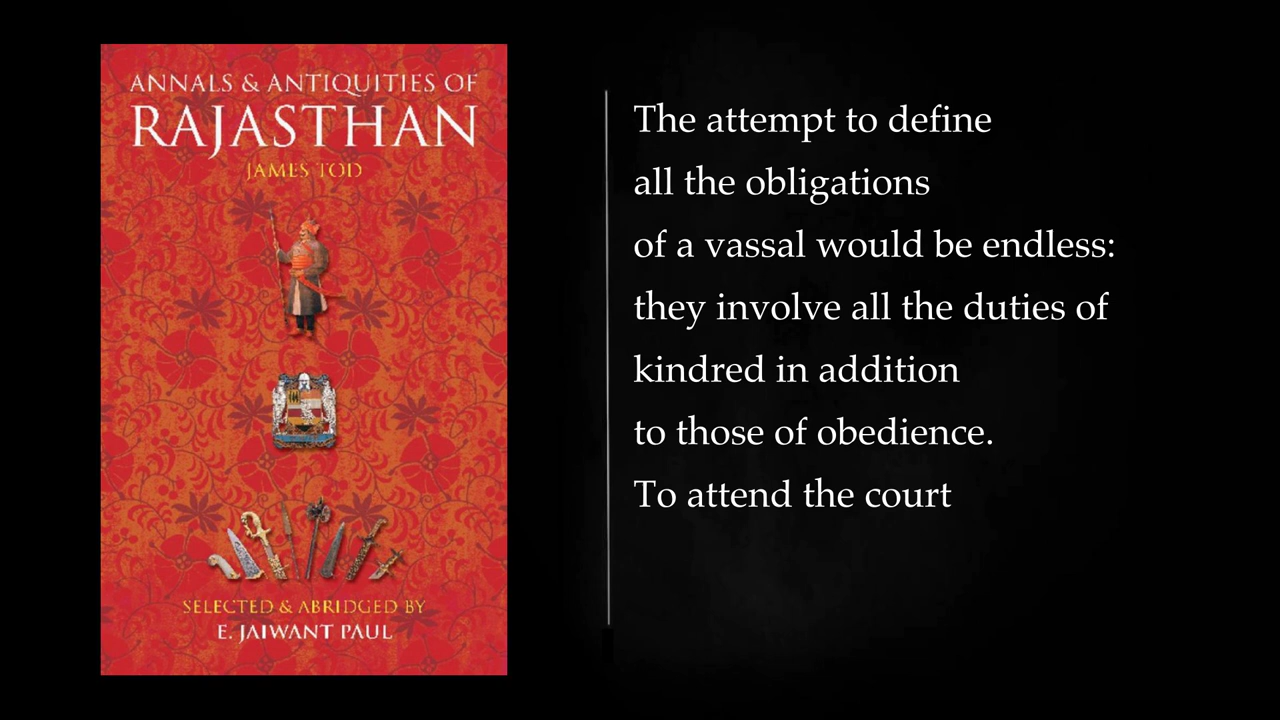 ANNALS & ANTIQUITIES OF
RAJASTHAN
JAMES TOD
SELECTED & ABRIDGED BY
E. JAIWANT PAUL
The attempt to define
all the obligations
of a vassal would be endless:
they involve all the duties of
kindred in addition
to those of obedience.
To attend the court